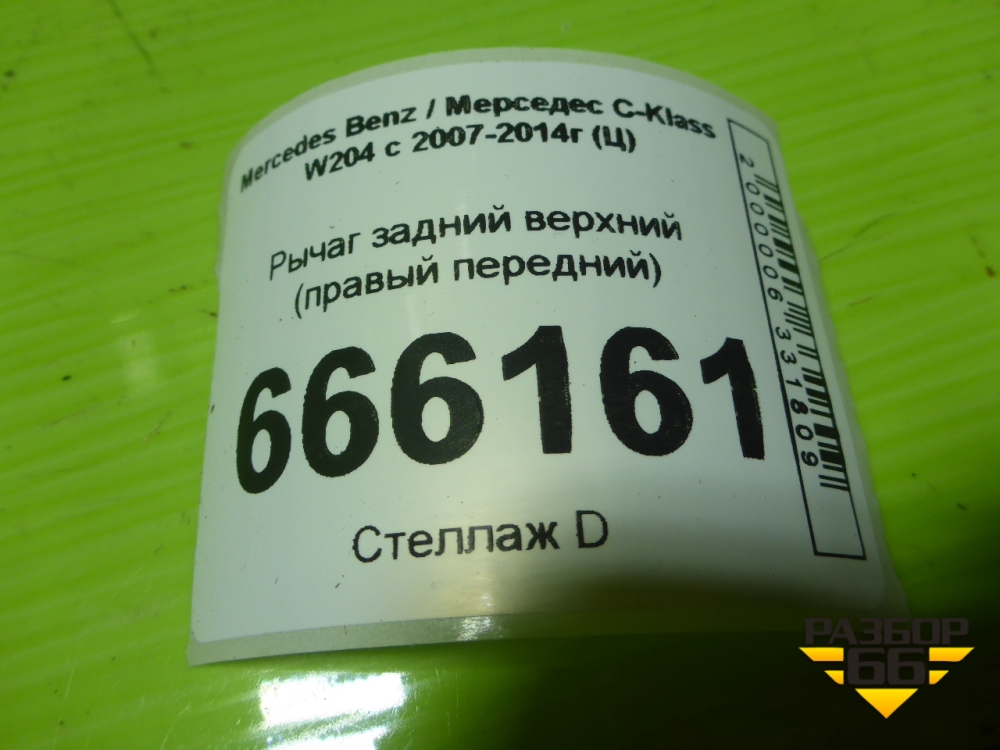 Mercedes Benz / Мерседес C-Klass
W204 с 2007-2014г (Ц)
Рычаг задний верхний
(правый передний)
666161
Стеллаж D
2000006331809
РАЗБОР
66